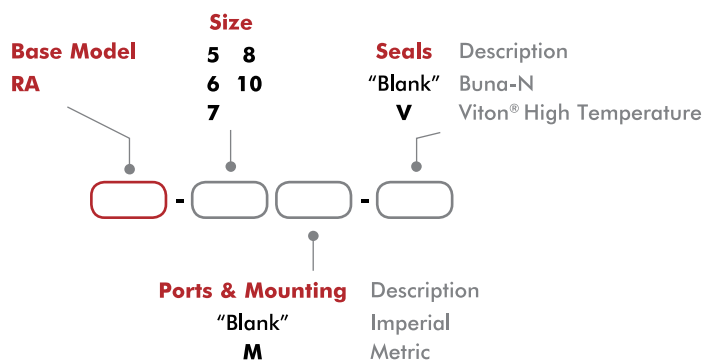 Size
Base Model 5 8 Seals Description
RA 6 10 "Blank" Buna-N
7 V Viton® High Temperature
- -
Ports & Mounting Description
"Blank" Imperial
M Metric